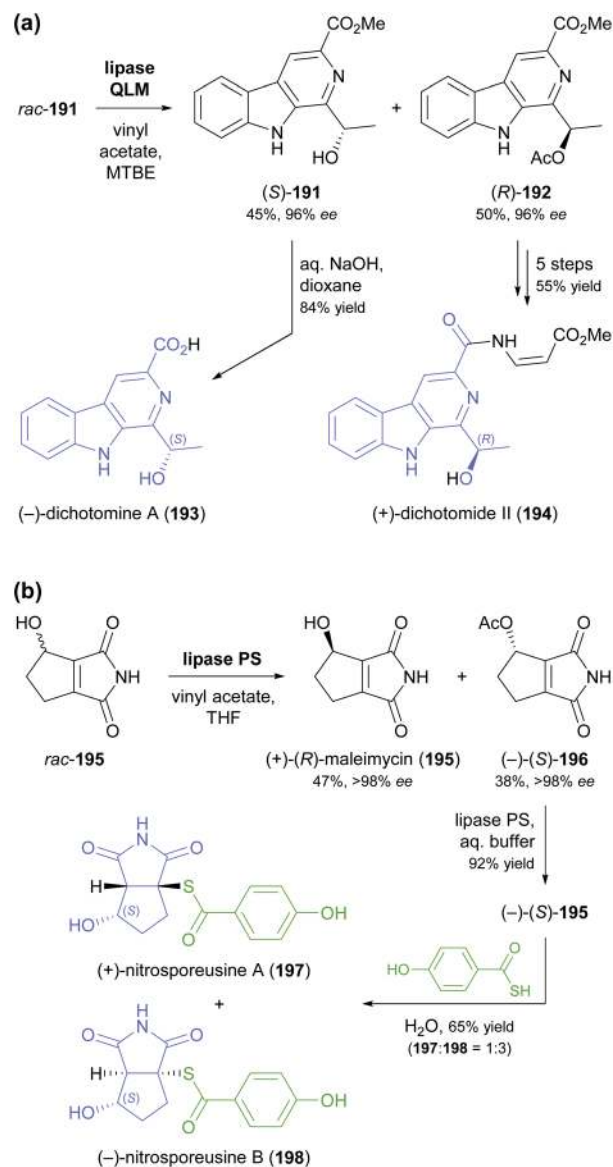 (a)
CO2Me
CO2Me
lipase
QLM
rac-191
vinyl
acetate,
MTBE
N
N
+
N
H
HO
N
H
AcO
(S)-191
45%, 96% ee
(R)-192
50%, 96% ee
aq. NaOH,
dioxane
84% yield
5 steps
55% yield
CO2H
O
HN
CO2Me
N
N
(S)
(R)
N
H
HO
N
H
HO
(–)-dichotomine A (193)
(+)-dichotomide II (194)
(b)
HO
O
NH
O
lipase PS
vinyl acetate,
THF
HO
O
NH
O
+
AcO
O
NH
O
rac-195
(+)-(R)-maleimycin (195)
47%, >98% ee
(–)-(S)-196
38%, >98% ee
lipase PS,
aq. buffer
92% yield
H
N
O
O
H
S
(S)
HO
O
OH
(–)-(S)-195
(+)-nitrosporeusine A (197)
O
HO
SH
+
H2O, 65% yield
(197:198 = 1:3)
H
N
O
O
H
S
(S)
HO
O
OH
(–)-nitrosporeusine B (198)